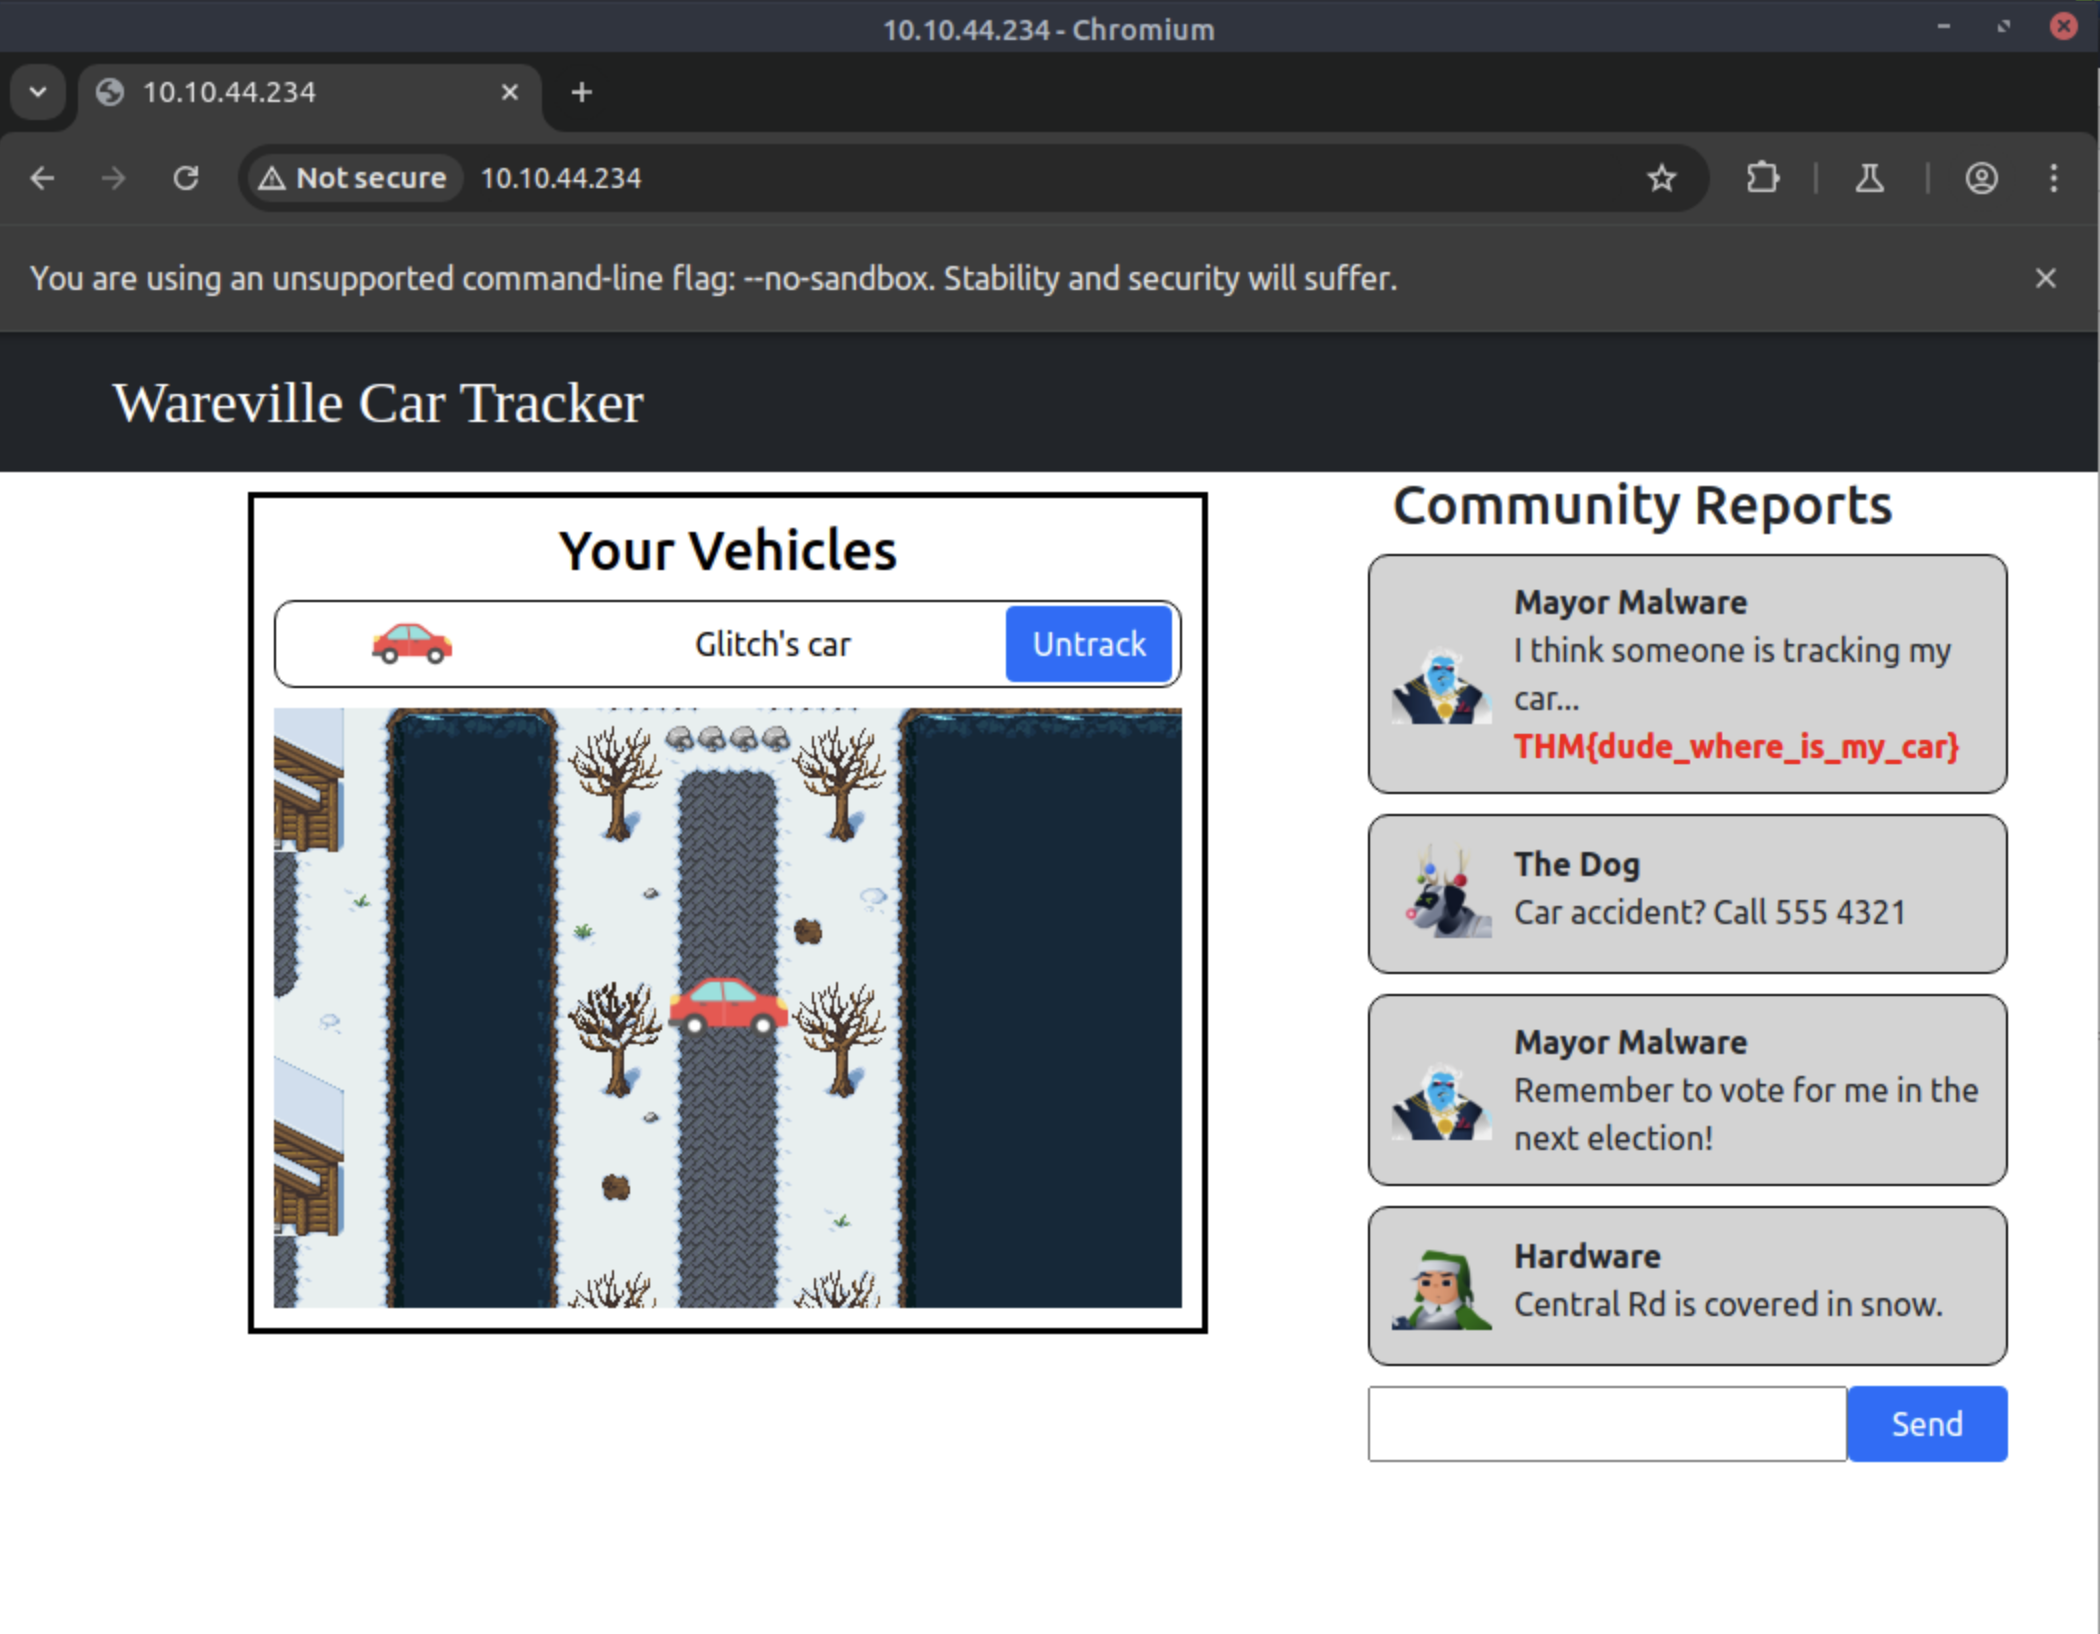 10.10.44.234 - Chromium
10.10.44.234
Not secure 10.10.44.234
You are using an unsupported command-line flag: --no-sandbox. Stability and security will suffer.
Wareville Car Tracker
Your Vehicles
Glitch's car Untrack
Community Reports
Mayor Malware
I think someone is tracking my
car...
THM{dude_where_is_my_car}
The Dog
Car accident? Call 555 4321
Mayor Malware
Remember to vote for me in the
next election!
Hardware
Central Rd is covered in snow.
Send